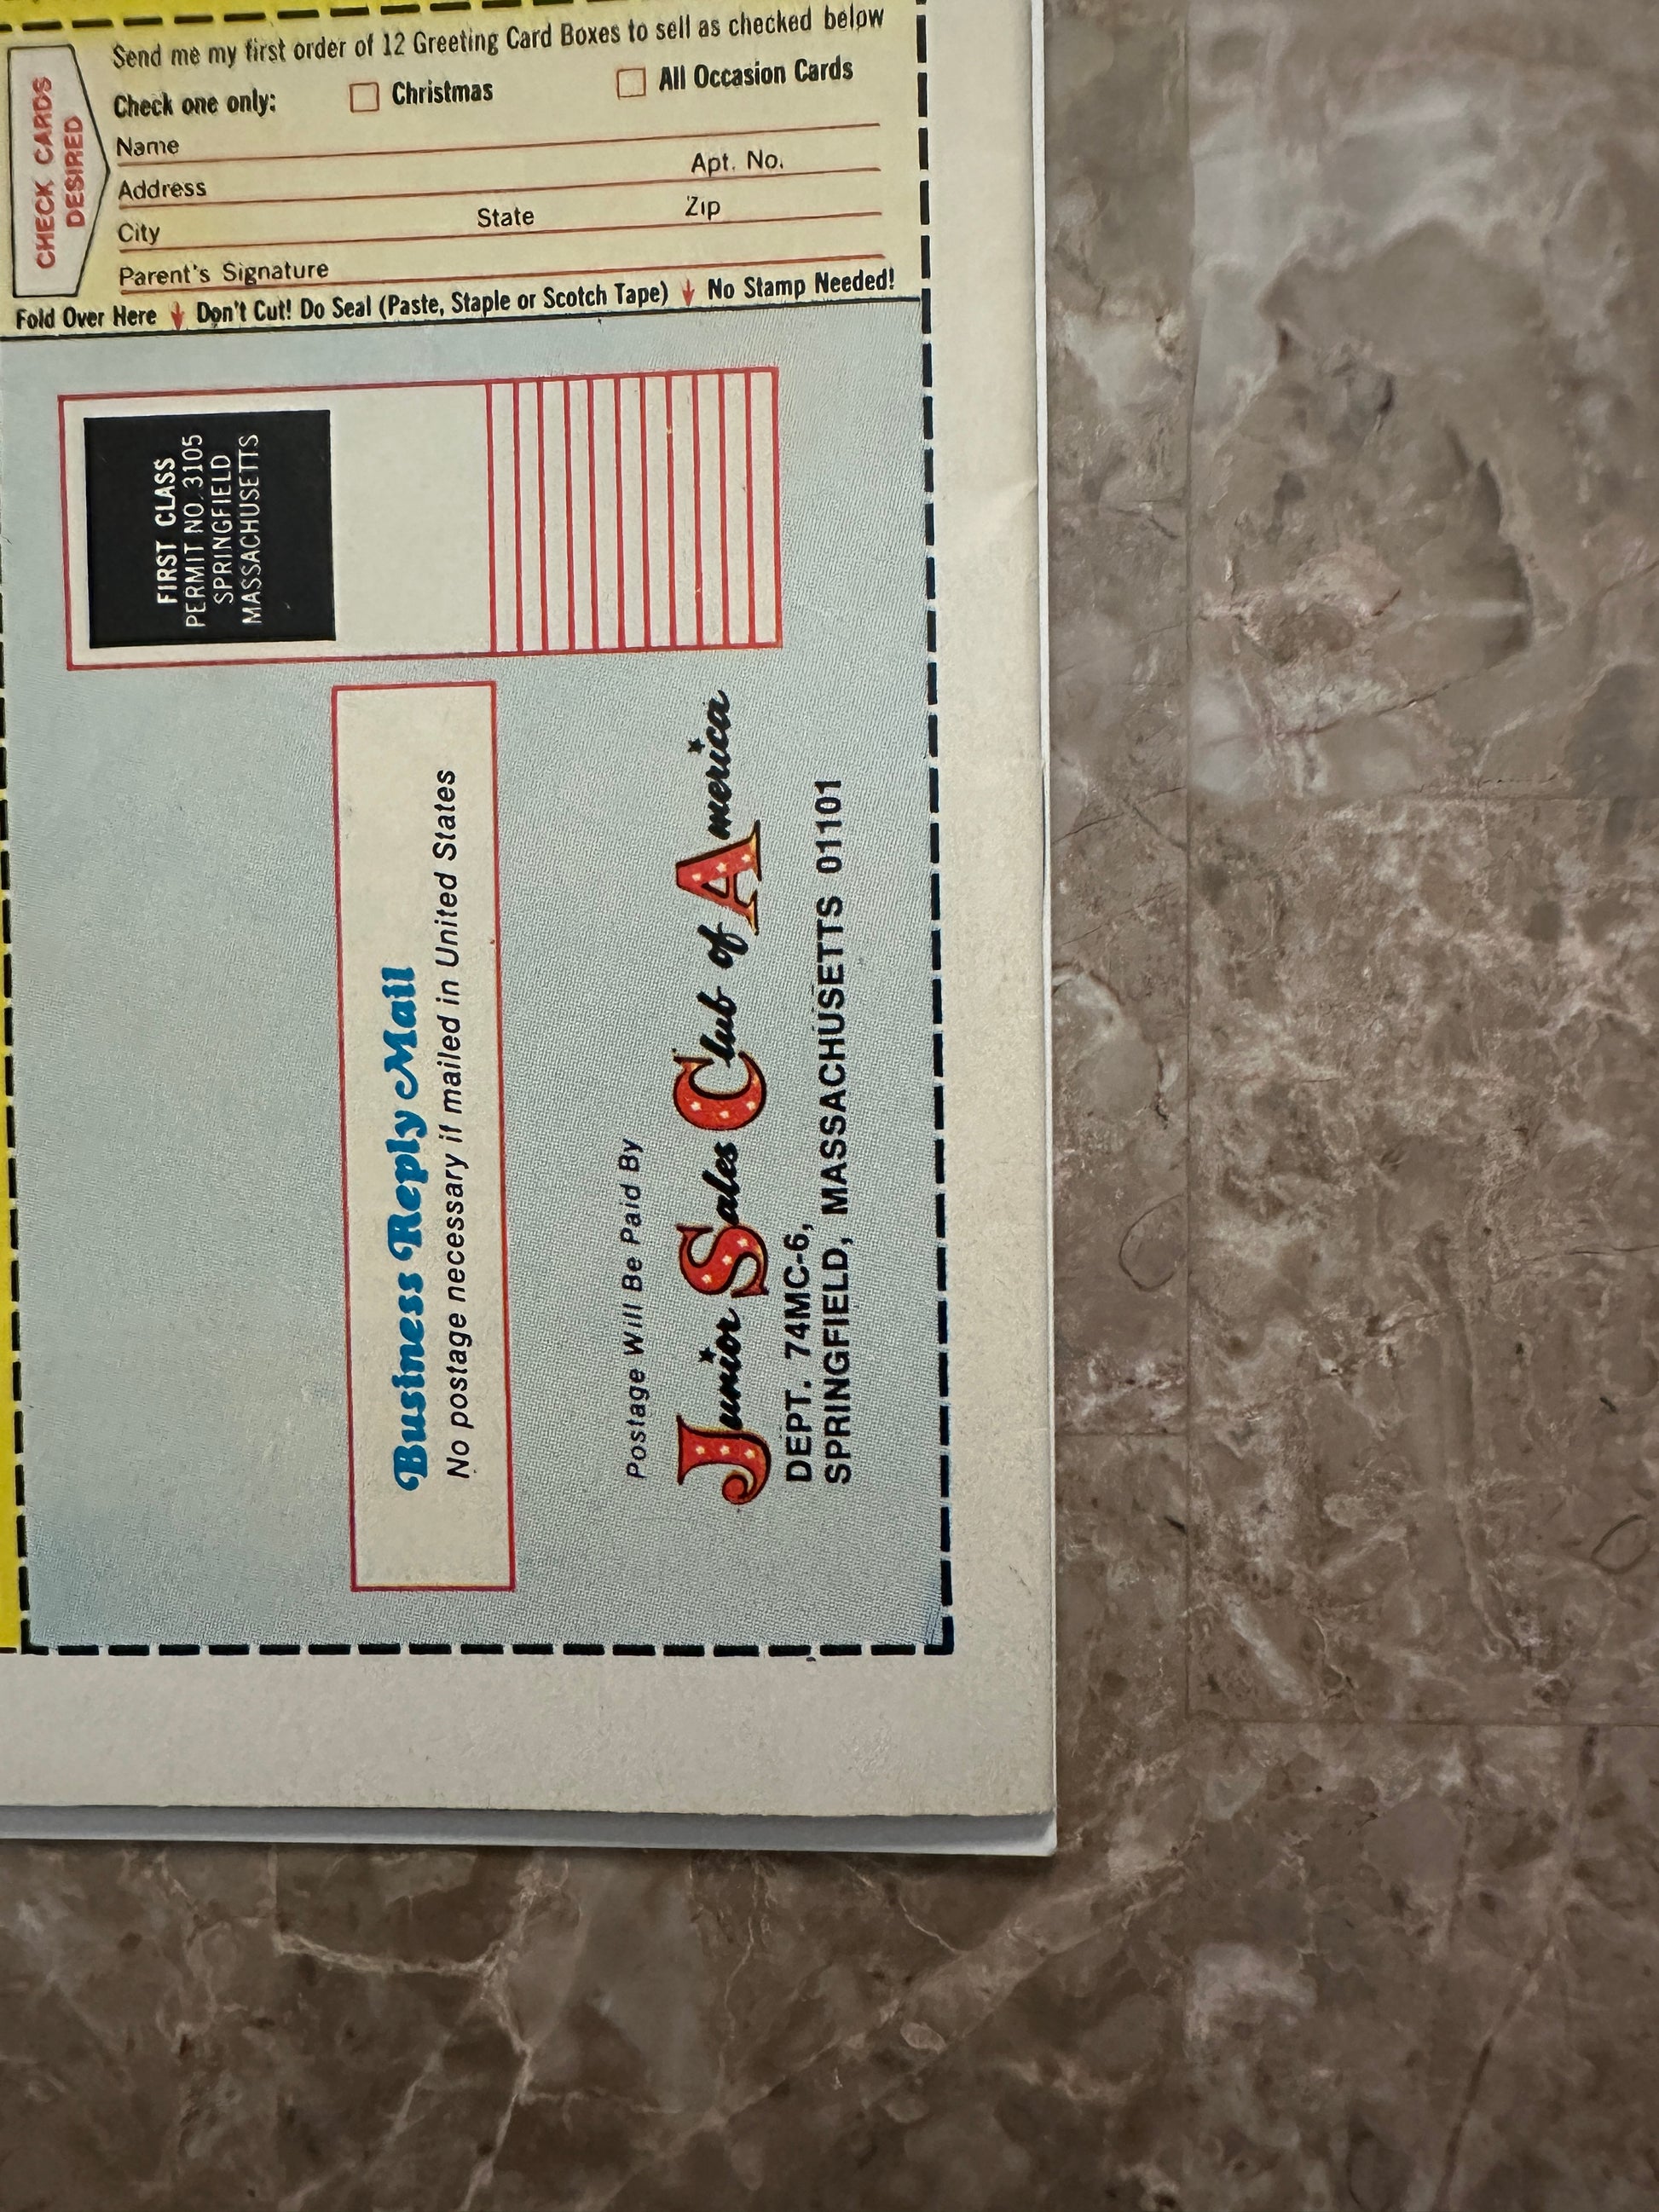 CHECK CARDS
DESIRED
Send me my first order of 12 Greeting Card Boxes to sell as checked below
Check one only: Christmas All Occasion Cards
Name
Address Apt. No.
City State Zip
Parent's Signature
Fold Over Here Don't Cut! Do Seal (Paste, Staple or Scotch Tape) No Stamp Needed!
FIRST CLASS
PERMIT NO. 3105
SPRINGFIELD
MASSACHUSETTS
Business Reply Mail
No postage necessary if mailed in United States
Postage Will Be Paid By
Junior Sales Club of America
DEPT. 74MC-6,
SPRINGFIELD, MASSACHUSETTS 01101